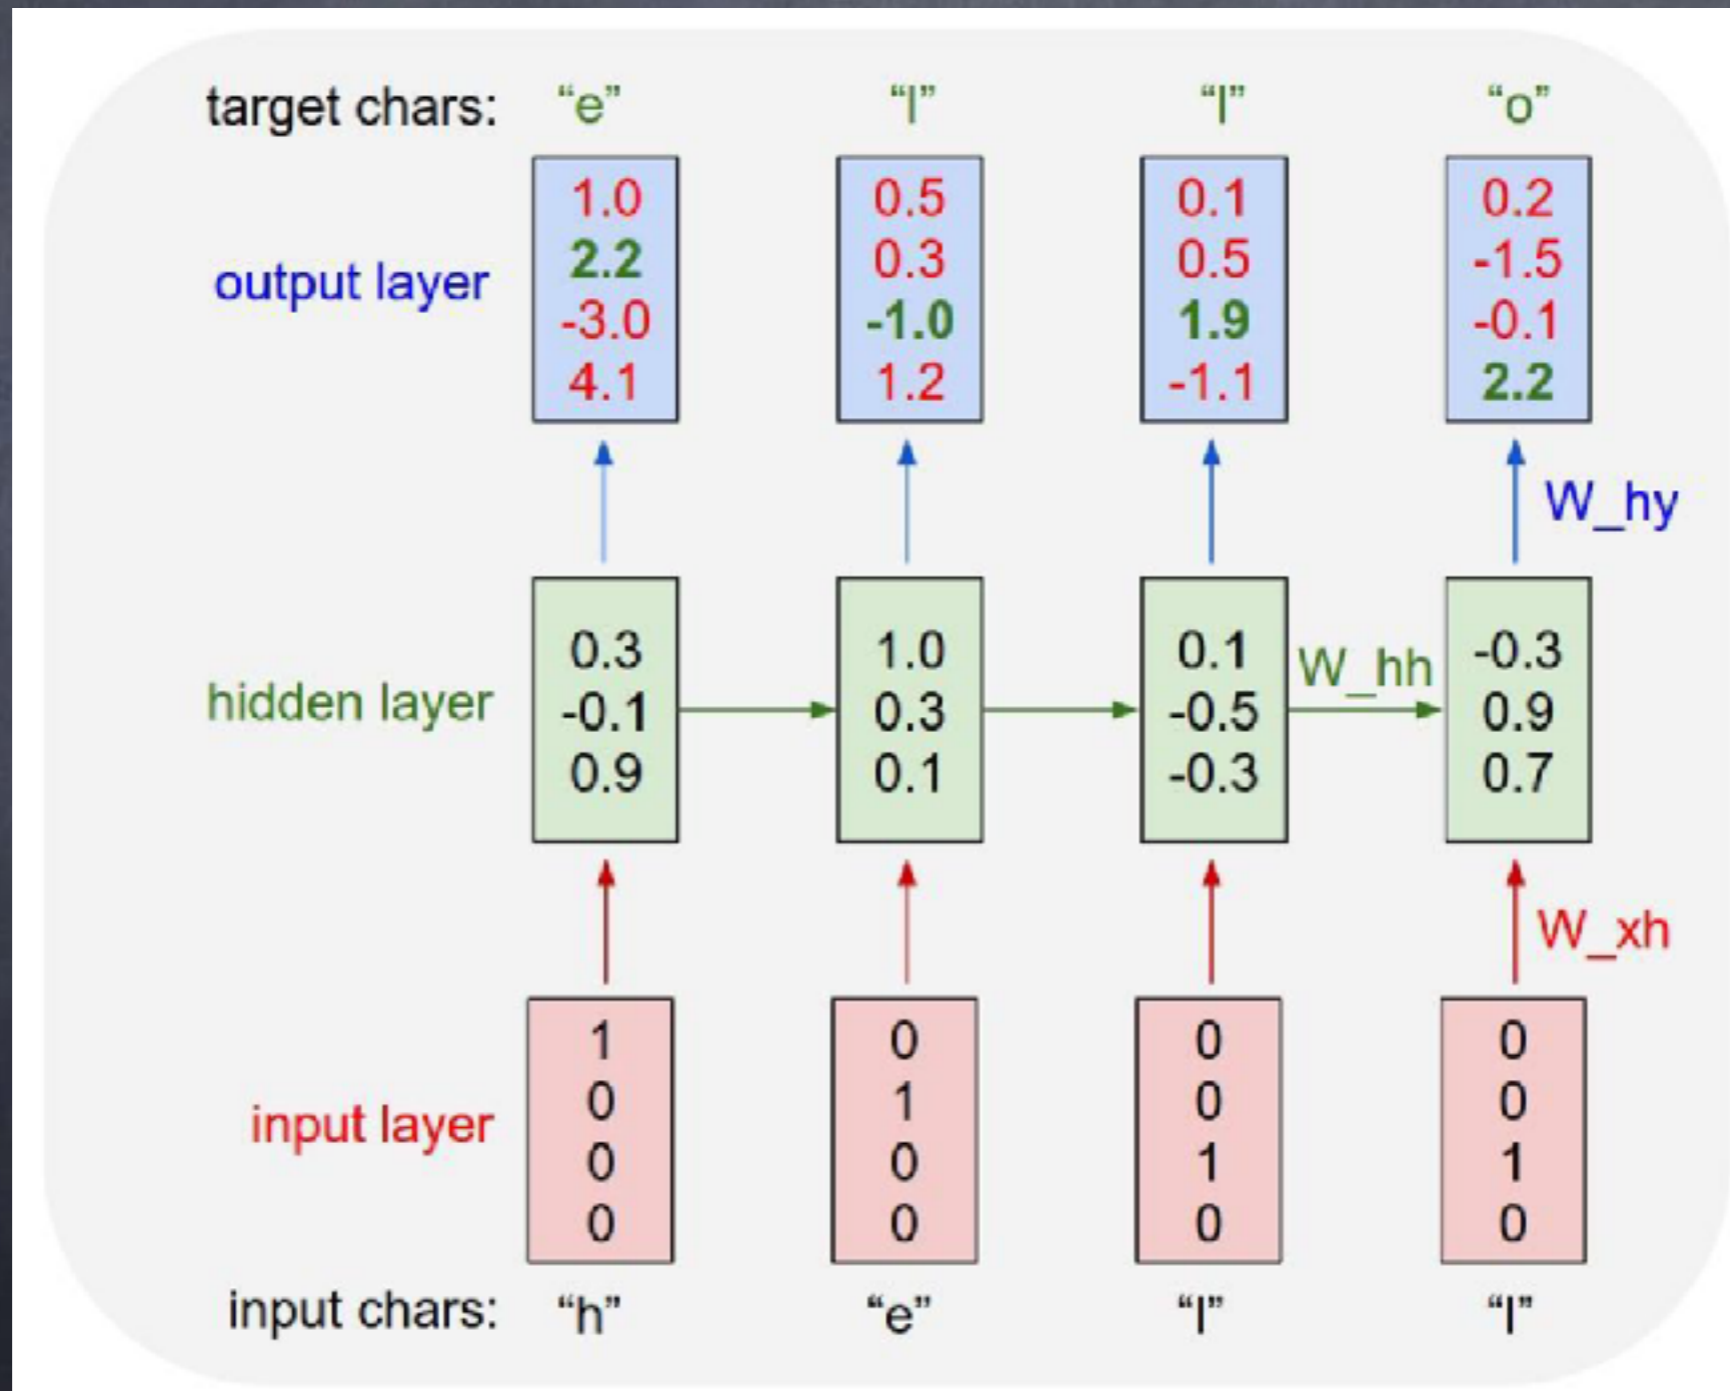 target chars: “e” “l” “l” “o”
1.0 0.5 0.1 0.2
2.2 0.3 0.5 -1.5
output layer
-3.0 -1.0 1.9 -0.1
4.1 1.2 -1.1 2.2
W_hy
0.3 1.0 0.1 W_hh -0.3
hidden layer -0.1 0.3 -0.5 0.9
0.9 0.1 -0.3 0.7
W_xh
1 0 0 0
0 1 0 0
input layer
0 0 1 1
0 0 0 0
input chars: “h” “e” “l” “l”